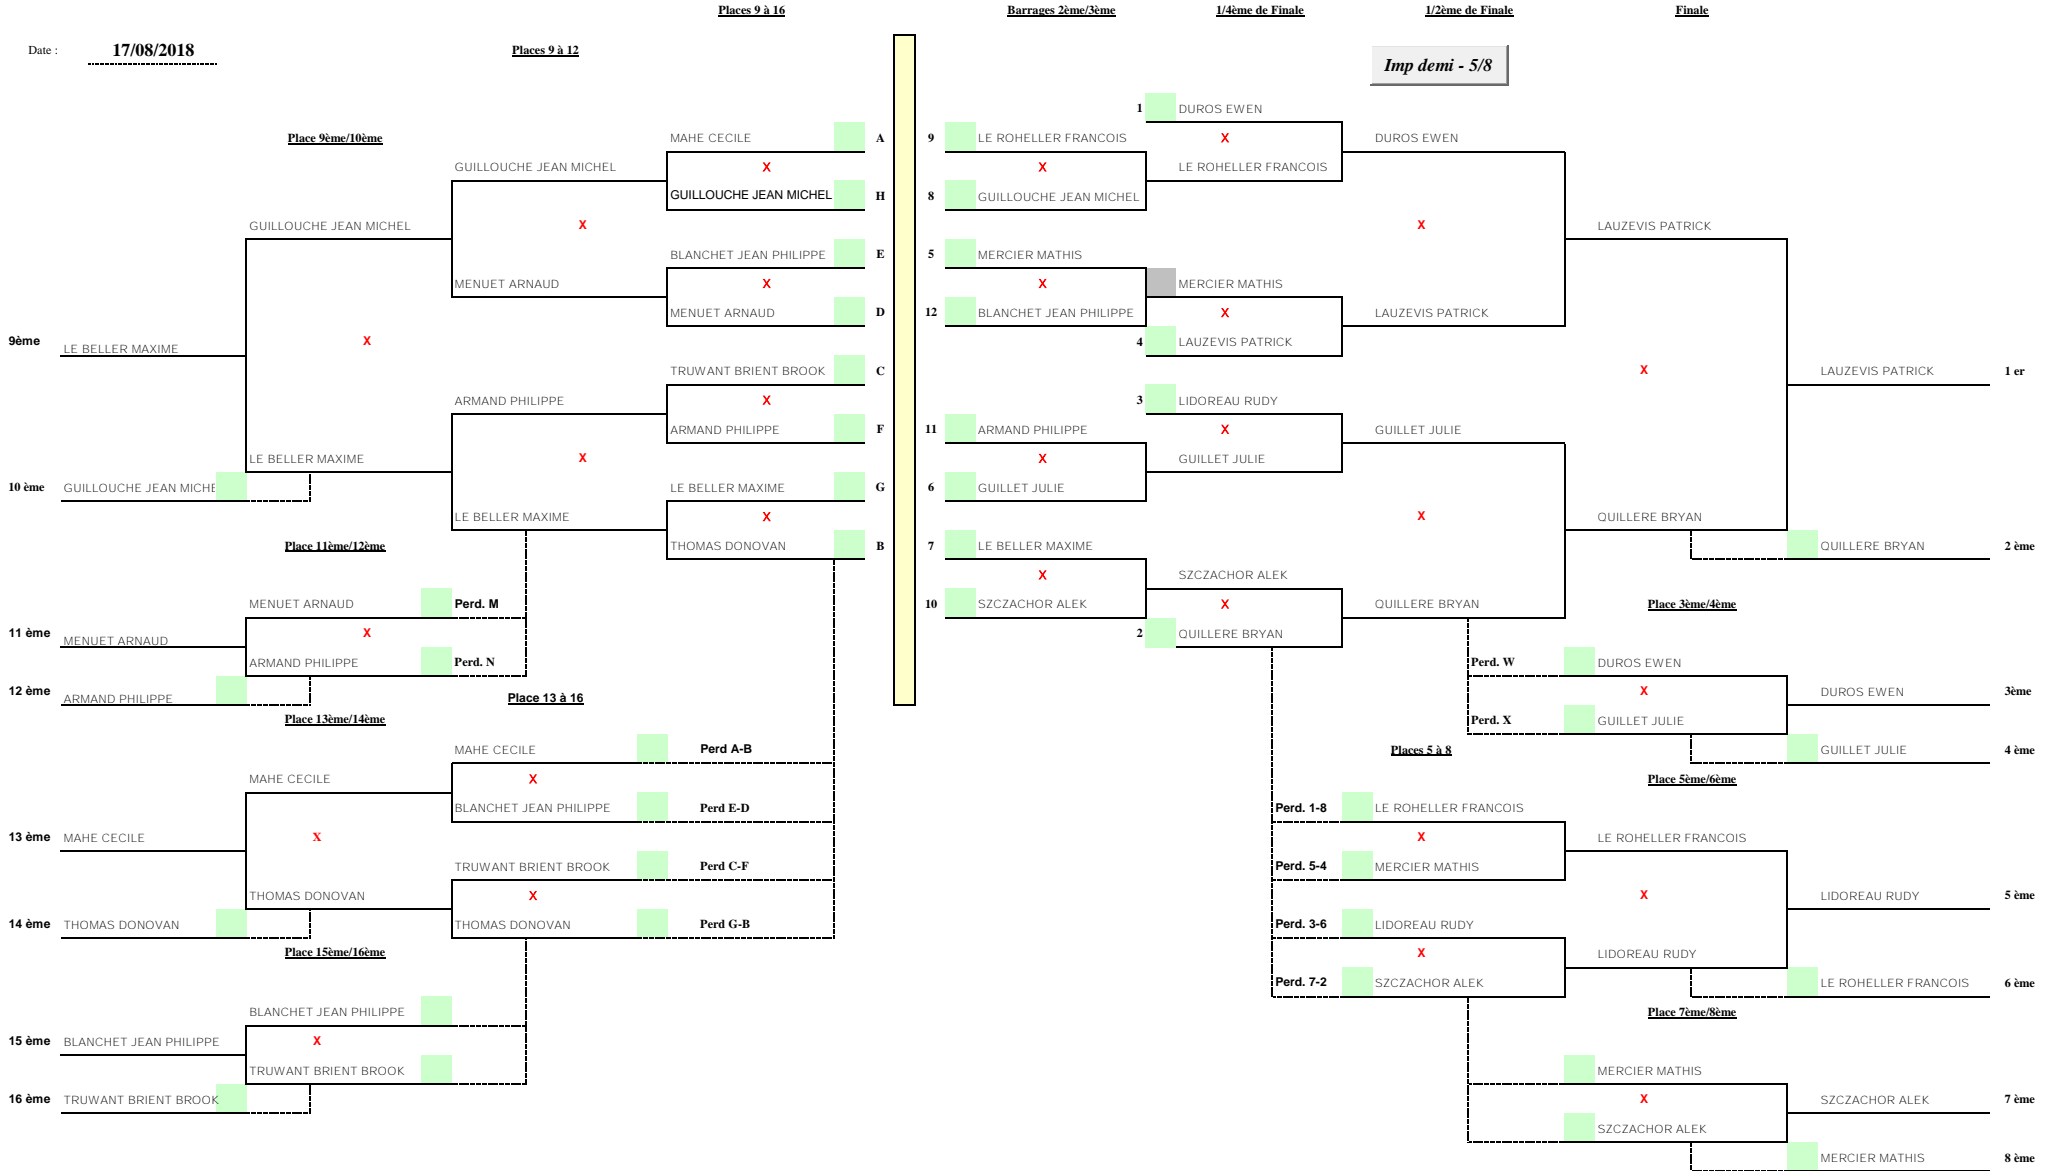 Places 9 à 16 Barrages 2ème/3ème 1/4ème de Finale 1/2ème de Finale Finale
Date : 17/08/2018 Places 9 à 12
Imp demi - 5/8
1 DUROS EWEN
Place 9ème/10ème MAHE CECILE A 9 LE ROHELLER FRANCOIS X DUROS EWEN
GUILLOUCHE JEAN MICHEL X X LE ROHELLER FRANCOIS
GUILLOUCHE JEAN MICHEL H 8 GUILLOUCHE JEAN MICHEL
GUILLOUCHE JEAN MICHEL X X LAUZEVIS PATRICK
BLANCHET JEAN PHILIPPE E 5 MERCIER MATHIS
MENUET ARNAUD X X MERCIER MATHIS
MENUET ARNAUD D 12 BLANCHET JEAN PHILIPPE X LAUZEVIS PATRICK
9ème LE BELLER MAXIME X 4 LAUZEVIS PATRICK
TRUWANT BRIENT BROOK C X LAUZEVIS PATRICK 1 er
ARMAND PHILIPPE X 3 LIDOREAU RUDY
ARMAND PHILIPPE F 11 ARMAND PHILIPPE X GUILLET JULIE
LE BELLER MAXIME X X GUILLET JULIE
10 ème GUILLOUCHE JEAN MICHE LE BELLER MAXIME G 6 GUILLET JULIE
LE BELLER MAXIME X X QUILLERE BRYAN
Place 11ème/12ème THOMAS DONOVAN B 7 LE BELLER MAXIME QUILLERE BRYAN 2 ème
X SZCZACHOR ALEK
MENUET ARNAUD Perd. M 10 SZCZACHOR ALEK X QUILLERE BRYAN Place 3ème/4ème
11 ème MENUET ARNAUD X 2 QUILLERE BRYAN
ARMAND PHILIPPE Perd. N Perd. W DUROS EWEN
12 ème ARMAND PHILIPPE Place 13 à 16 X DUROS EWEN 3ème
Place 13ème/14ème Perd. X GUILLET JULIE
MAHE CECILE Perd A-B Places 5 à 8 GUILLET JULIE 4 ème
MAHE CECILE X Place 5ème/6ème
BLANCHET JEAN PHILIPPE Perd E-D Perd. 1-8 LE ROHELLER FRANCOIS
13 ème MAHE CECILE X X LE ROHELLER FRANCOIS
TRUWANT BRIENT BROOK Perd C-F Perd. 5-4 MERCIER MATHIS
THOMAS DONOVAN X X LIDOREAU RUDY 5 ème
14 ème THOMAS DONOVAN THOMAS DONOVAN Perd G-B Perd. 3-6 LIDOREAU RUDY
Place 15ème/16ème X LIDOREAU RUDY
Perd. 7-2 SZCZACHOR ALEK LE ROHELLER FRANCOIS 6 ème
BLANCHET JEAN PHILIPPE Place 7ème/8ème
15 ème BLANCHET JEAN PHILIPPE X
TRUWANT BRIENT BROOK MERCIER MATHIS
16 ème TRUWANT BRIENT BROOK X SZCZACHOR ALEK 7 ème
SZCZACHOR ALEK
MERCIER MATHIS 8 ème